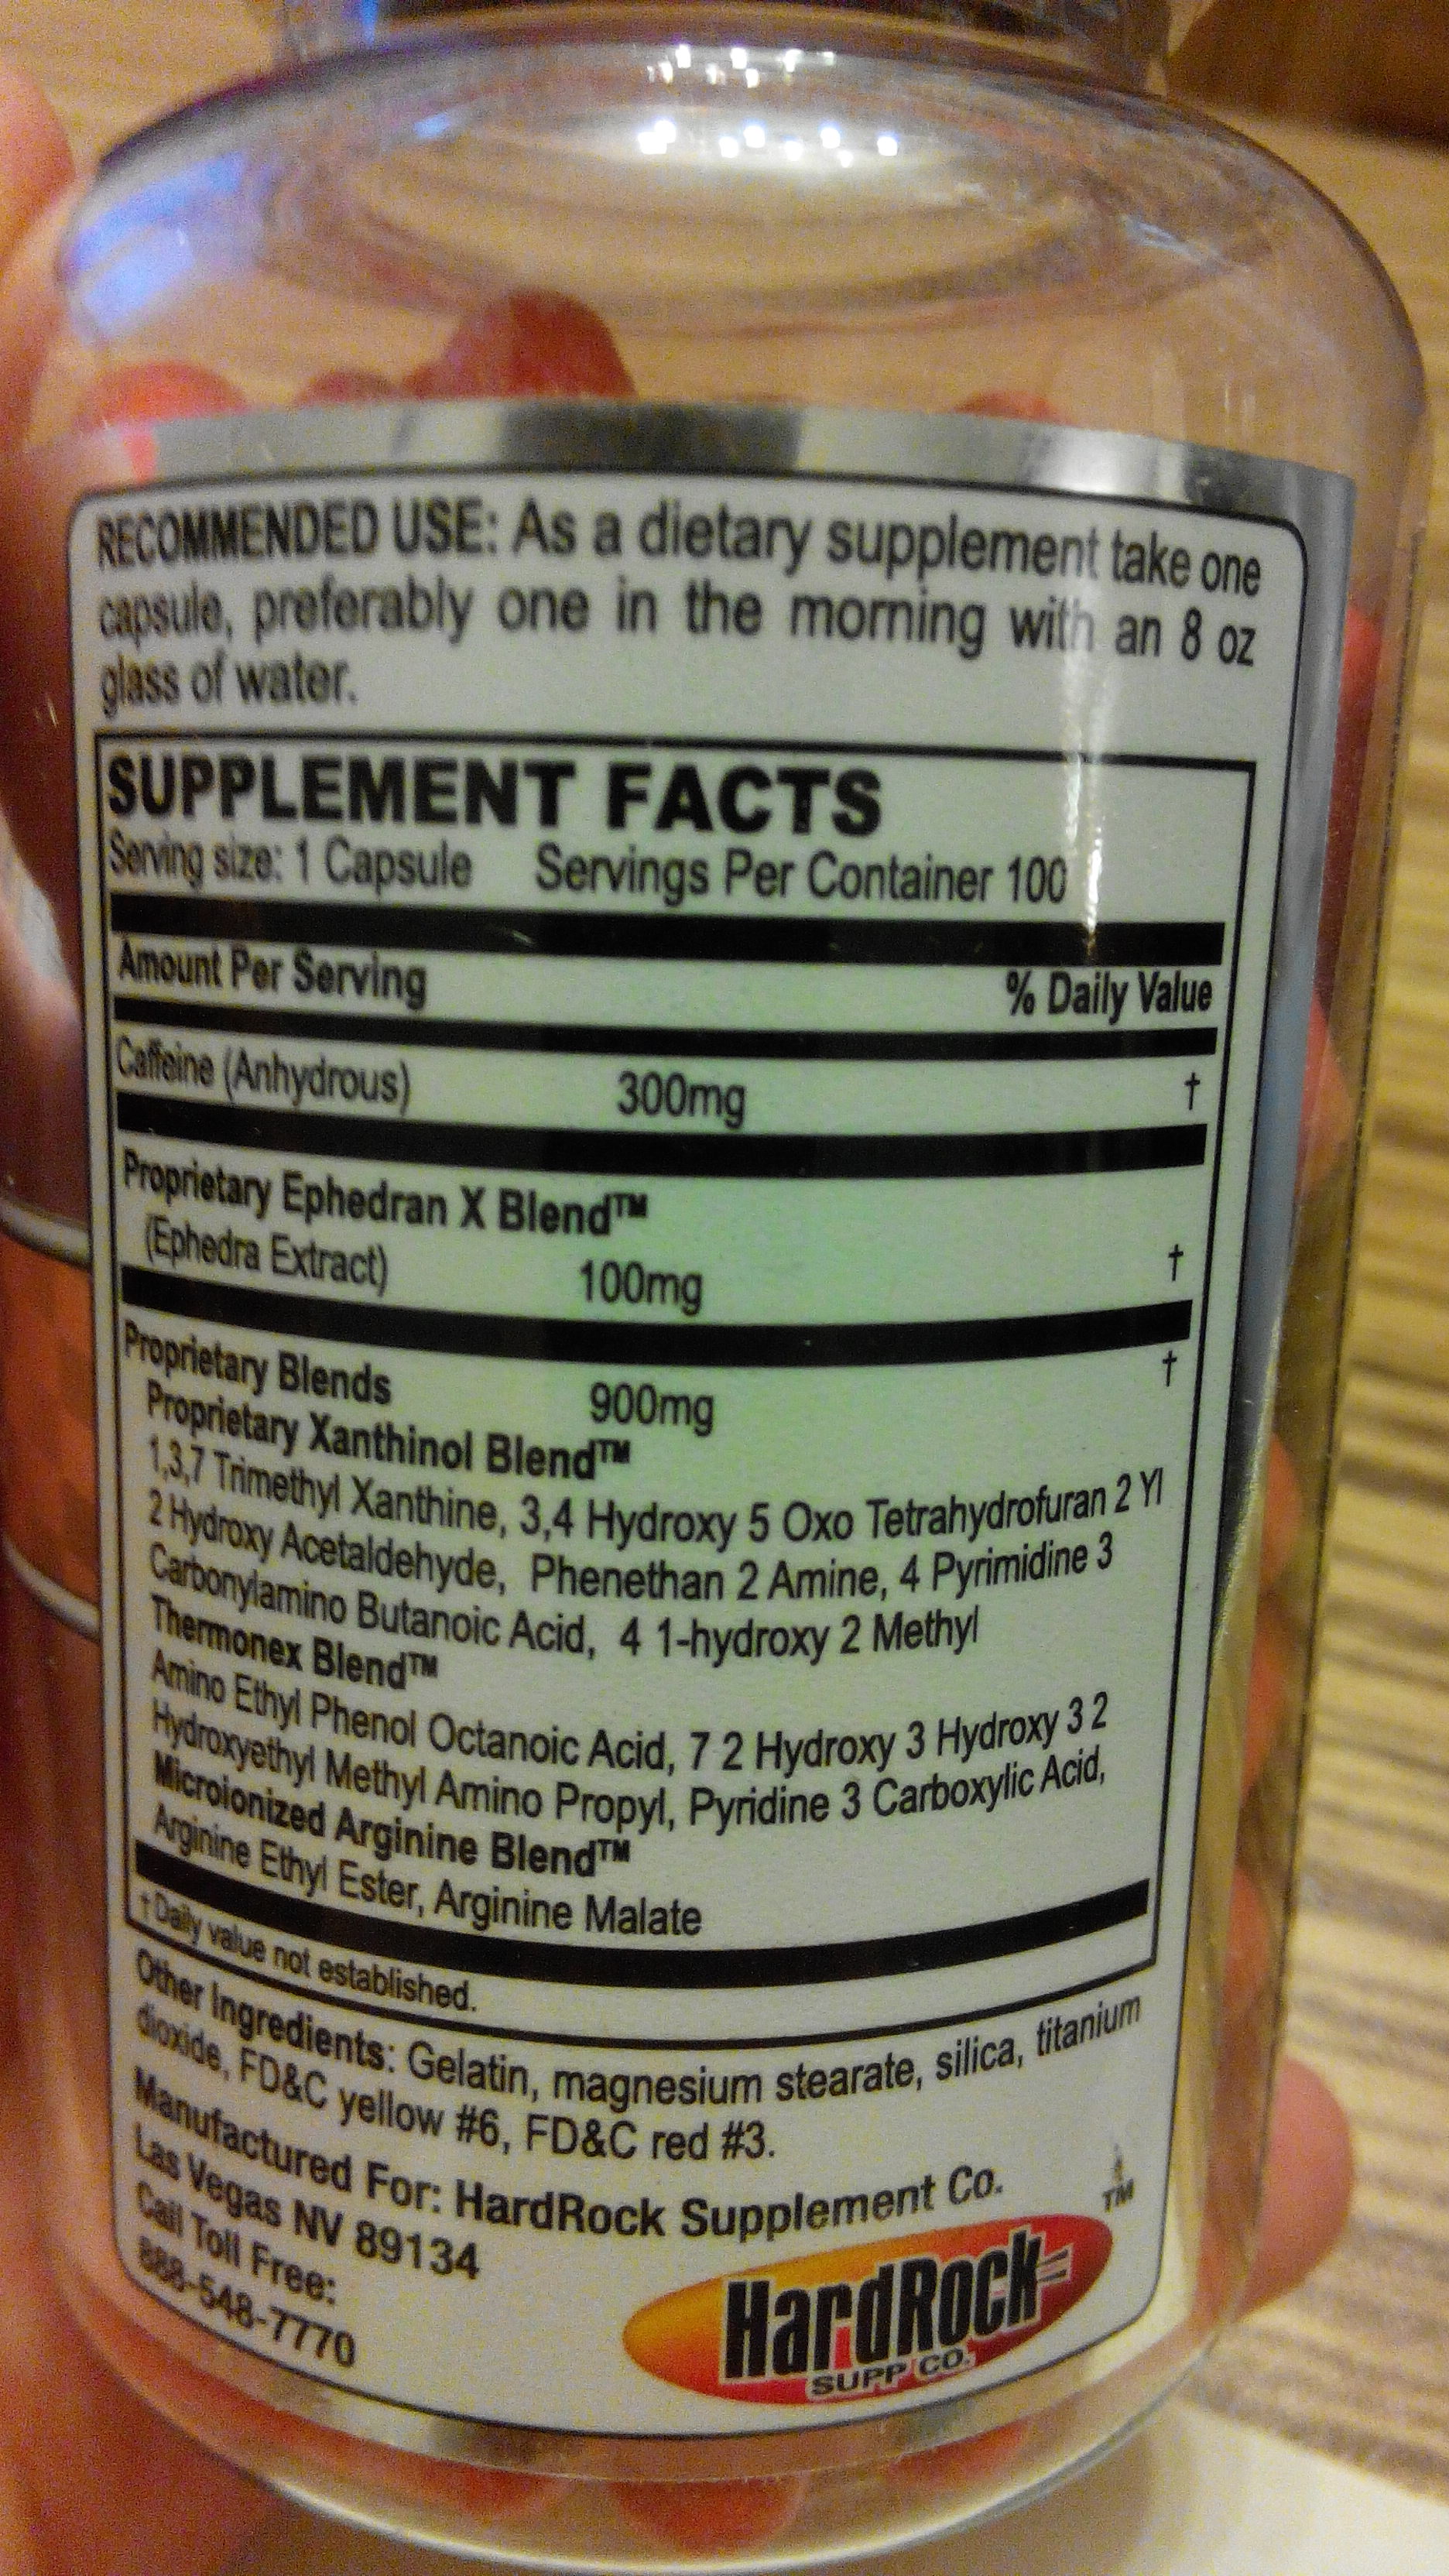 RECOMMENDED USE: As a dietary supplement take one
capsule, preferably one in the morning with an 8 oz
glass of water.
SUPPLEMENT FACTS
Serving size: 1 Capsule Servings Per Container 100
Amount Per Serving % Daily Value
Caffeine (Anhydrous) 300mg †
Proprietary Ephedran X Blend™
(Ephedra Extract) 100mg †
Proprietary Blends 900mg †
Proprietary Xanthinol Blend™
1,3,7 Trimethyl Xanthine, 3,4 Hydroxy 5 Oxo Tetrahydrofuran 2 Yl
2 Hydroxy Acetaldehyde, Phenethan 2 Amine, 4 Pyrimidine 3
Carbonylamino Butanoic Acid, 4 1-hydroxy 2 Methyl
Thermonex Blend™
Amino Ethyl Phenol Octanoic Acid, 7 2 Hydroxy 3 Hydroxy 3 2
Hydroxyethyl Methyl Amino Propyl, Pyridine 3 Carboxylic Acid,
Microionized Arginine Blend™
Arginine Ethyl Ester, Arginine Malate
† Daily value not established.
Other Ingredients: Gelatin, magnesium stearate, silica, titanium
dioxide, FD&C yellow #6, FD&C red #3.
Manufactured For: HardRock Supplement Co.
Las Vegas NV 89134
Call Toll Free:
888-548-7770
HardRock ™
SUPP CO.